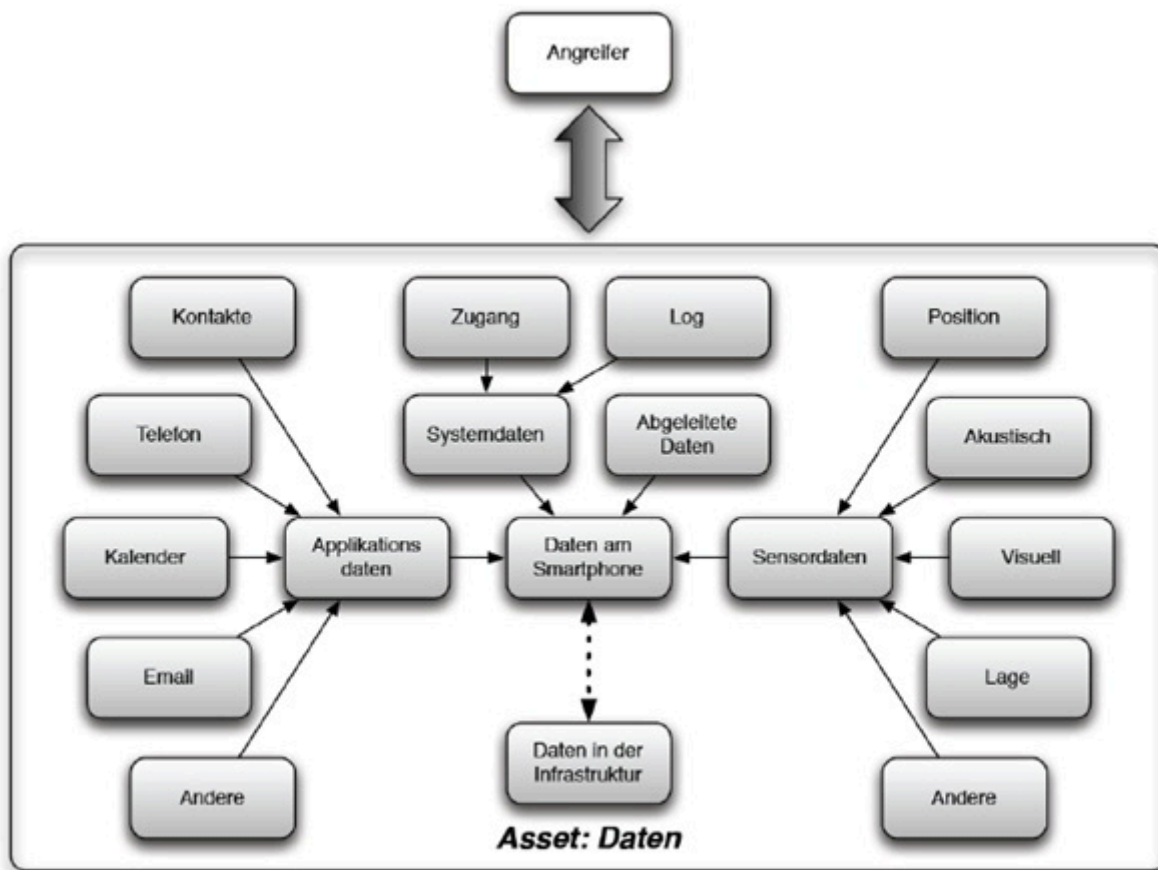 Angreifer
Kontakte
Zugang
Log
Position
Telefon
Systemdaten
Abgeleitete
Daten
Akustisch
Kalender
Applikations
daten
Daten am
Smartphone
Sensordaten
Visuell
Email
Lage
Daten in der
Infrastruktur
Andere
Andere
Asset: Daten